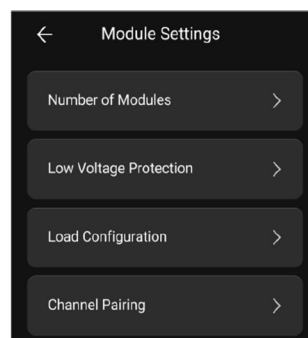 Module Settings
Number of Modules
Low Voltage Protection
Load Configuration
Channel Pairing